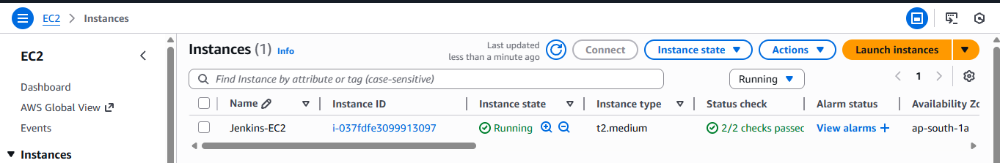 EC2 > Instances
EC2
Dashboard
AWS Global View
Events
Instances
Instances (1) Info
Last updated
less than a minute ago
Connect
Instance state
Actions
Launch instances
Find Instance by attribute or tag (case-sensitive)
Running
1
Name Instance ID Instance state Instance type Status check Alarm status Availability Zo
Jenkins-EC2 i-037fdfe3099913097 Running t2.medium 2/2 checks passec View alarms + ap-south-1a